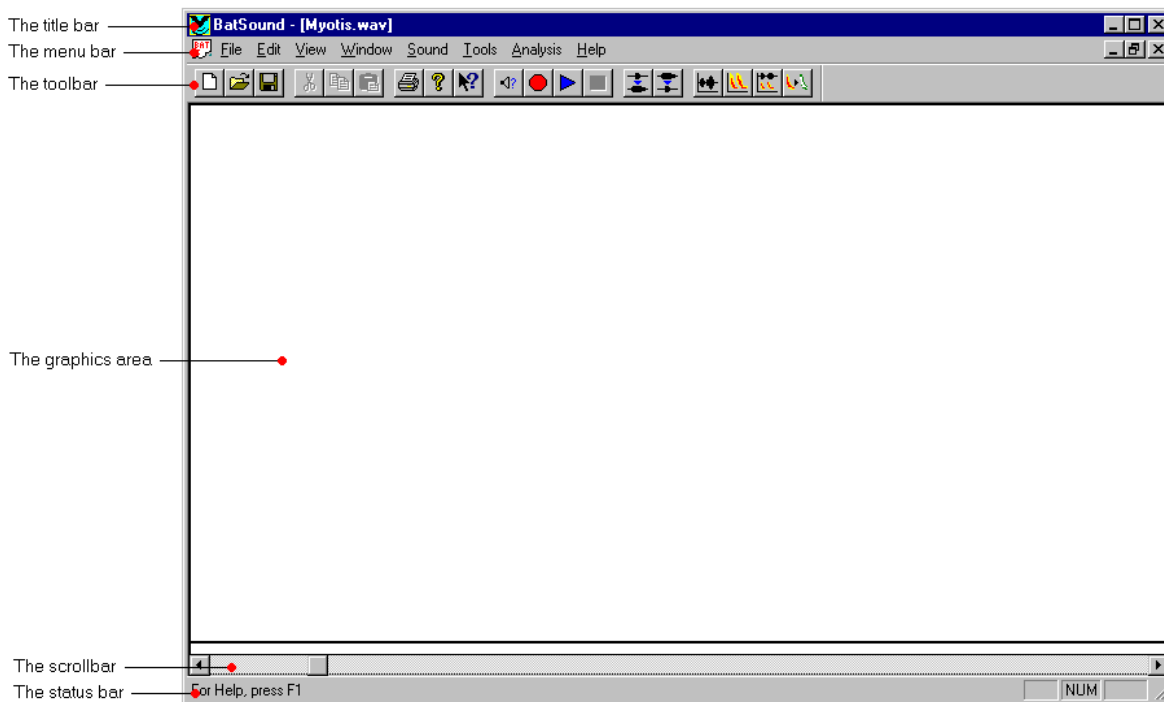 The title bar
BatSound - [Myotis.wav]
The menu bar
BAT
File Edit View Window Sound Tools Analysis Help
The toolbar
The graphics area
The scrollbar
The status bar
For Help, press F1
NUM